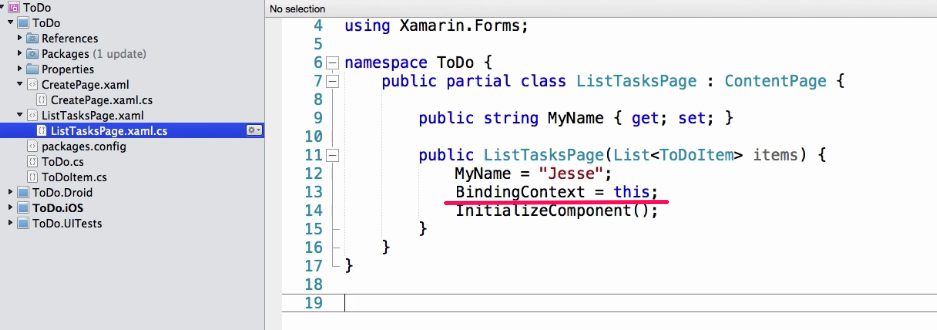 ToDo
ToDo
References
Packages (1 update)
Properties
CreatePage.xaml
CreatePage.xaml.cs
ListTasksPage.xaml
ListTasksPage.xaml.cs
packages.config
ToDo.cs
ToDoItem.cs
ToDo.Droid
ToDo.iOS
ToDo.UITests
No selection
4 using Xamarin.Forms;
5
6 namespace ToDo {
7 public partial class ListTasksPage : ContentPage {
8
9 public string MyName { get; set; }
10
11 public ListTasksPage(List<ToDoItem> items) {
12 MyName = "Jesse";
13 BindingContext = this;
14 InitializeComponent();
15 }
16 }
17 }
18
19